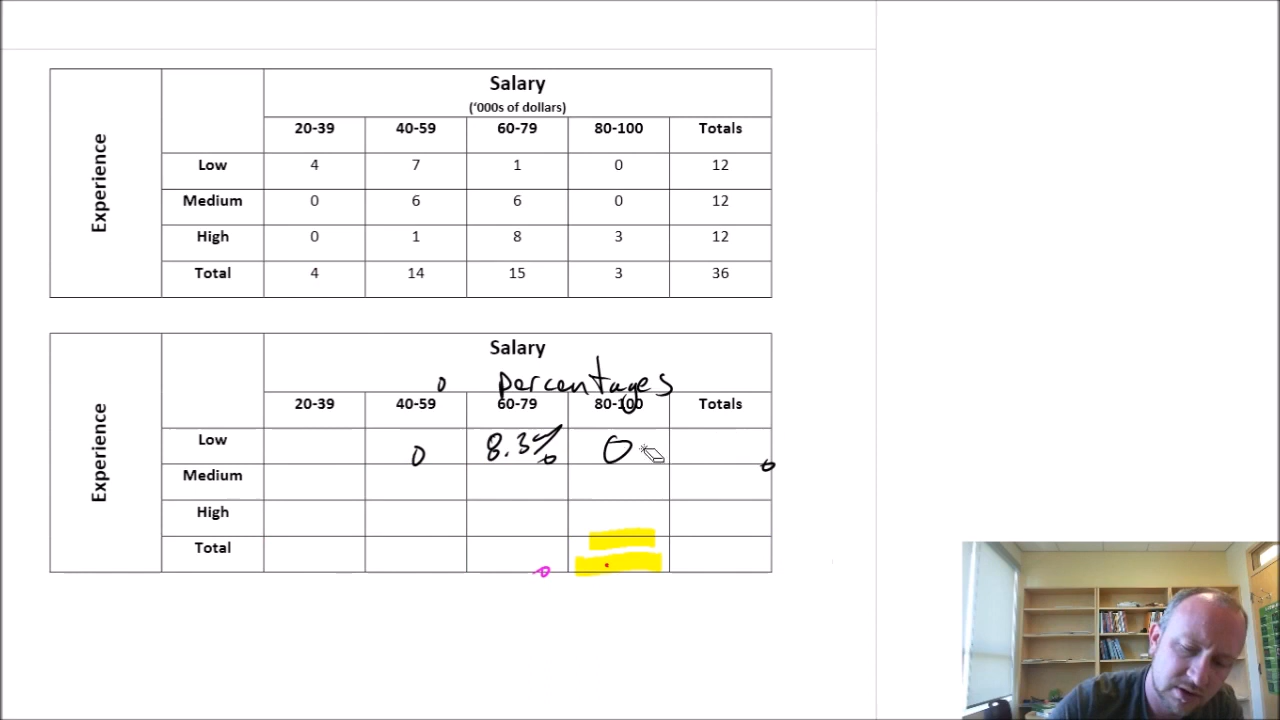 Salary
('000s of dollars)
20-39 40-59 60-79 80-100 Totals
Experience
Low 4 7 1 0 12
Medium 0 6 6 0 12
High 0 1 8 3 12
Total 4 14 15 3 36
Salary
percentages
20-39 40-59 60-79 80-100 Totals
Experience
Low 8.3% 0
Medium
High
Total